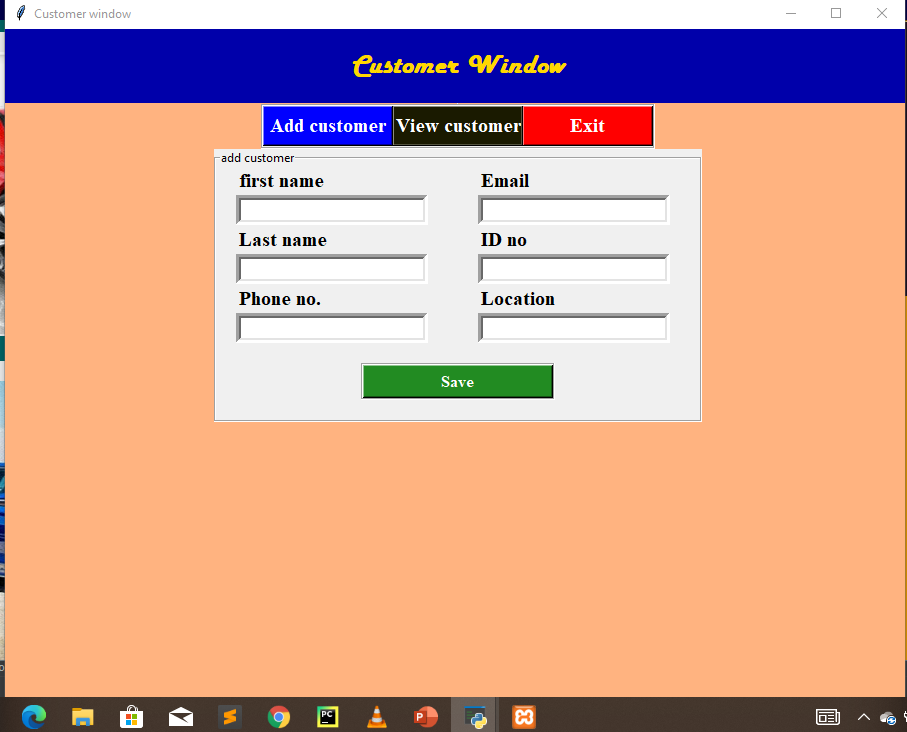 Customer window
Customer Window
Add customer View customer Exit
add customer
first name Email
Last name ID no
Phone no. Location
Save
PC